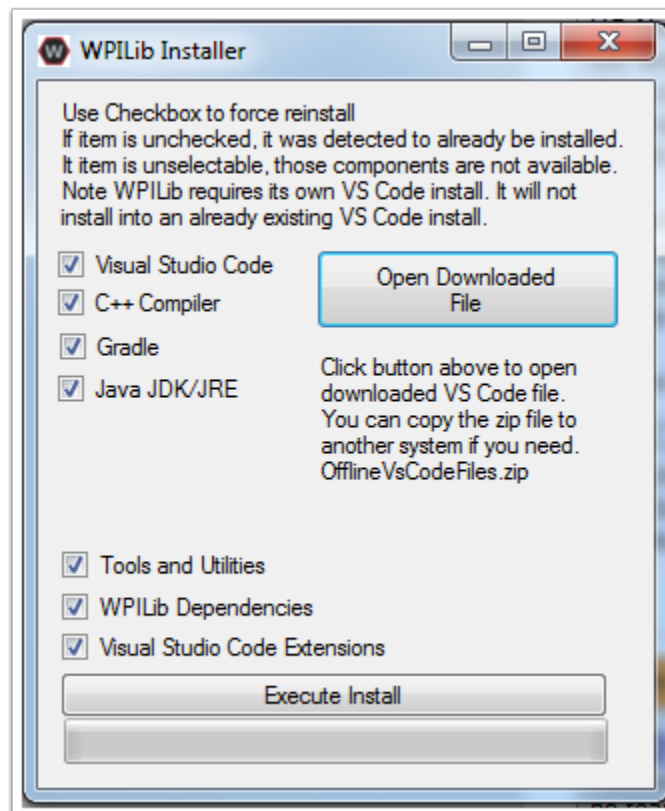 WPILib Installer
Use Checkbox to force reinstall
If item is unchecked, it was detected to already be installed.
It item is unselectable, those components are not available.
Note WPILib requires its own VS Code install. It will not
install into an already existing VS Code install.
Visual Studio Code
C++ Compiler
Gradle
Java JDK/JRE
Open Downloaded
File
Click button above to open
downloaded VS Code file.
You can copy the zip file to
another system if you need.
OfflineVsCodeFiles.zip
Tools and Utilities
WPILib Dependencies
Visual Studio Code Extensions
Execute Install